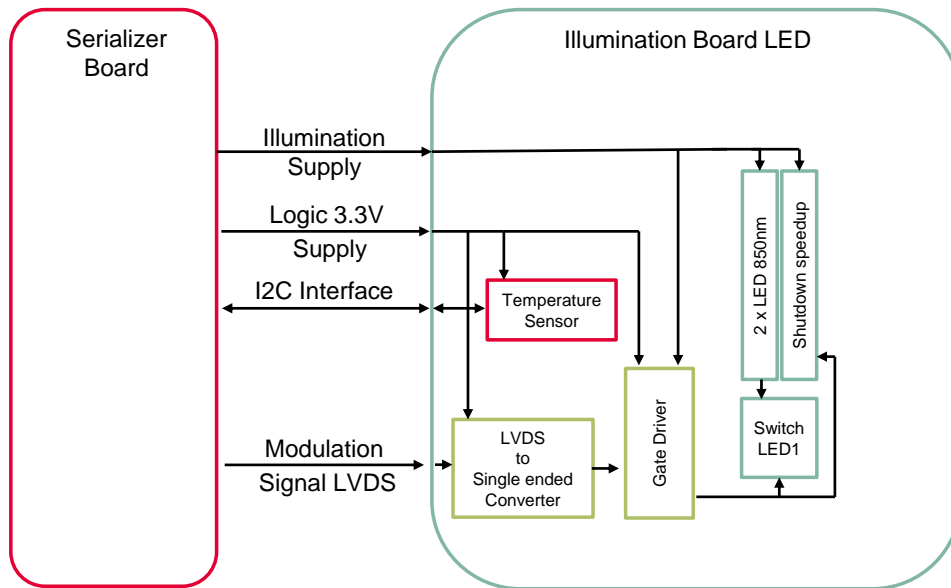 Serializer
Board
Illumination Board LED
Illumination
Supply
Logic 3.3V
Supply
I2C Interface
Temperature
Sensor
2 x LED 850nm
Shutdown speedup
Modulation
Signal LVDS
LVDS
to
Single ended
Converter
Gate Driver
Switch
LED1